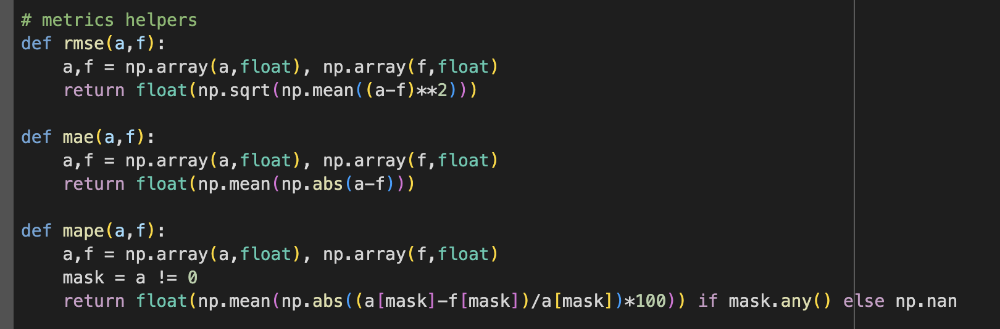 # metrics helpers
def rmse(a,f):
    a,f = np.array(a,float), np.array(f,float)
    return float(np.sqrt(np.mean((a-f)**2)))

def mae(a,f):
    a,f = np.array(a,float), np.array(f,float)
    return float(np.mean(np.abs(a-f)))

def mape(a,f):
    a,f = np.array(a,float), np.array(f,float)
    mask = a != 0
    return float(np.mean(np.abs((a[mask]-f[mask])/a[mask])*100)) if mask.any() else np.nan